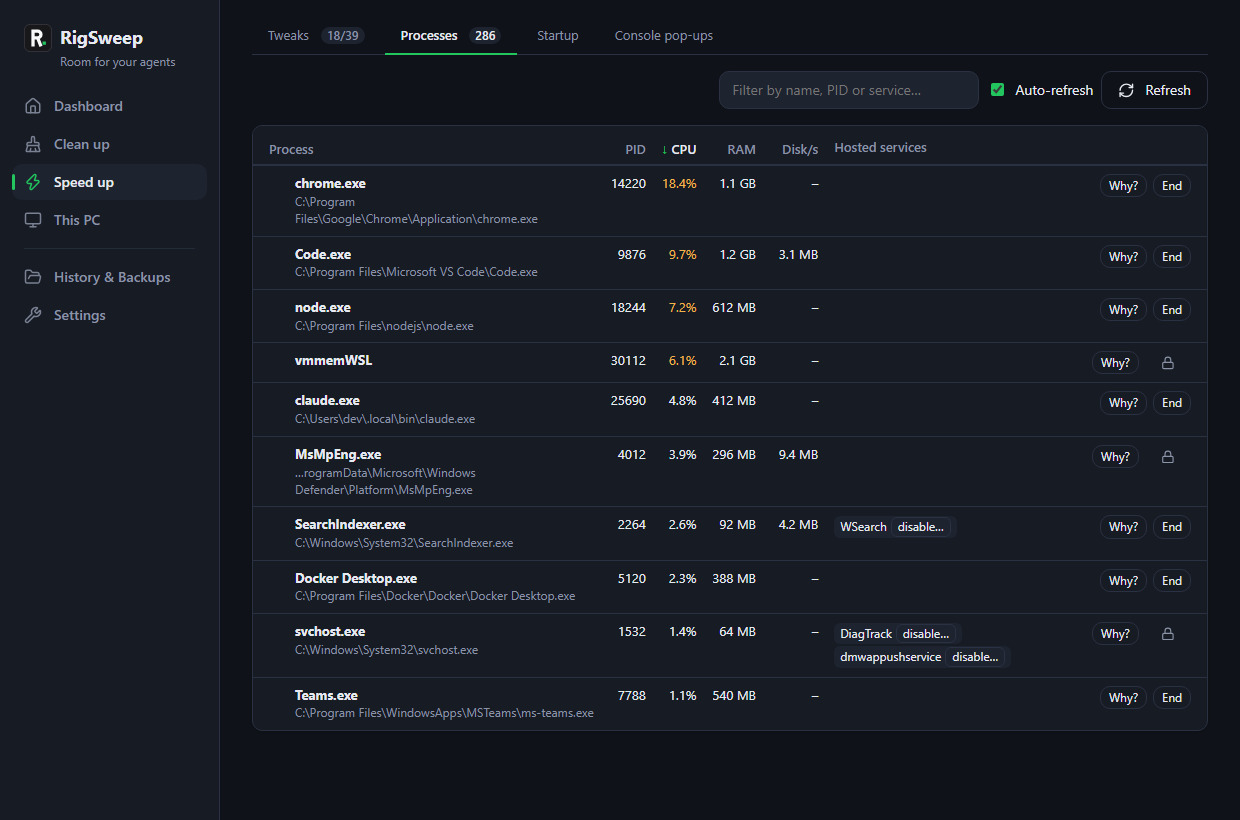 R.
RigSweep
Room for your agents
Dashboard
Clean up
Speed up
This PC
History & Backups
Settings
Tweaks 18/39 Processes 286 Startup Console pop-ups
Filter by name, PID or service... Auto-refresh Refresh
Process PID ↓ CPU RAM Disk/s Hosted services
chrome.exe 14220 18.4% 1.1 GB – Why? End
C:\Program
Files\Google\Chrome\Application\chrome.exe
Code.exe 9876 9.7% 1.2 GB 3.1 MB Why? End
C:\Program Files\Microsoft VS Code\Code.exe
node.exe 18244 7.2% 612 MB – Why? End
C:\Program Files\nodejs\node.exe
vmmemWSL 30112 6.1% 2.1 GB – Why?
claude.exe 25690 4.8% 412 MB – Why? End
C:\Users\dev\.local\bin\claude.exe
MsMpEng.exe 4012 3.9% 296 MB 9.4 MB Why?
...rogramData\Microsoft\Windows
Defender\Platform\MsMpEng.exe
SearchIndexer.exe 2264 2.6% 92 MB 4.2 MB WSearch disable... Why? End
C:\Windows\System32\SearchIndexer.exe
Docker Desktop.exe 5120 2.3% 388 MB – Why? End
C:\Program Files\Docker\Docker\Docker Desktop.exe
svchost.exe 1532 1.4% 64 MB – DiagTrack disable... Why?
C:\Windows\System32\svchost.exe dmwappushservice disable...
Teams.exe 7788 1.1% 540 MB – Why? End
C:\Program Files\WindowsApps\MSTeams\ms-teams.exe